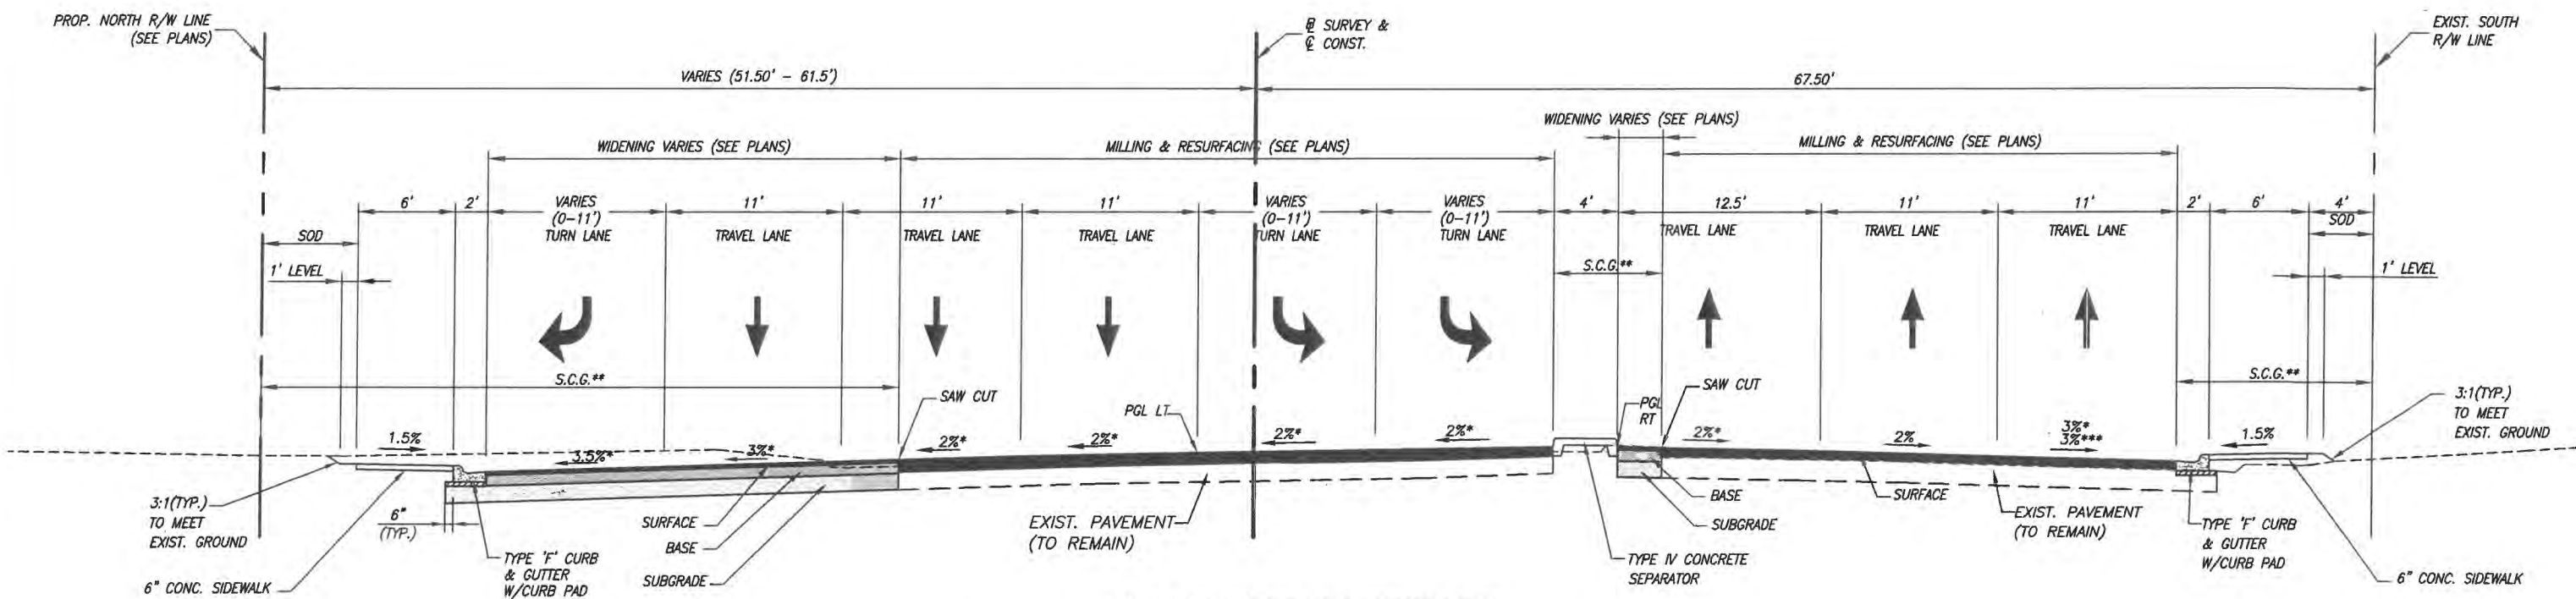 PROP. NORTH R/W LINE
(SEE PLANS)
SURVEY &
CONST.
EXIST. SOUTH
R/W LINE
VARIES (51.50' - 61.5')
67.50'
WIDENING VARIES (SEE PLANS)
WIDENING VARIES (SEE PLANS)
MILLING & RESURFACING (SEE PLANS)
MILLING & RESURFACING (SEE PLANS)
6'
2'
VARIES
(0-11')
TURN LANE
11'
TRAVEL LANE
11'
TRAVEL LANE
11'
TRAVEL LANE
VARIES
(0-11')
TURN LANE
VARIES
(0-11')
TURN LANE
4'
12.5'
TRAVEL LANE
11'
TRAVEL LANE
11'
TRAVEL LANE
2'
6'
4'
SOD
SOD
1' LEVEL
S.C.G.**
1' LEVEL
S.C.G.**
S.C.G.**
SAW CUT
PGL LT
PGL
RT
SAW CUT
3:1(TYP.)
TO MEET
EXIST. GROUND
1.5%
3.5%*
3%*
2%*
2%*
2%*
2%*
2%*
2%
3%*
3%***
1.5%
3:1(TYP.)
TO MEET
EXIST. GROUND
6"
(TYP.)
SURFACE
BASE
SUBGRADE
EXIST. PAVEMENT
(TO REMAIN)
BASE
SUBGRADE
SURFACE
EXIST. PAVEMENT
(TO REMAIN)
TYPE 'F' CURB
& GUTTER
W/CURB PAD
6" CONC. SIDEWALK
TYPE 'F' CURB
& GUTTER
W/CURB PAD
TYPE IV CONCRETE
SEPARATOR
6" CONC. SIDEWALK